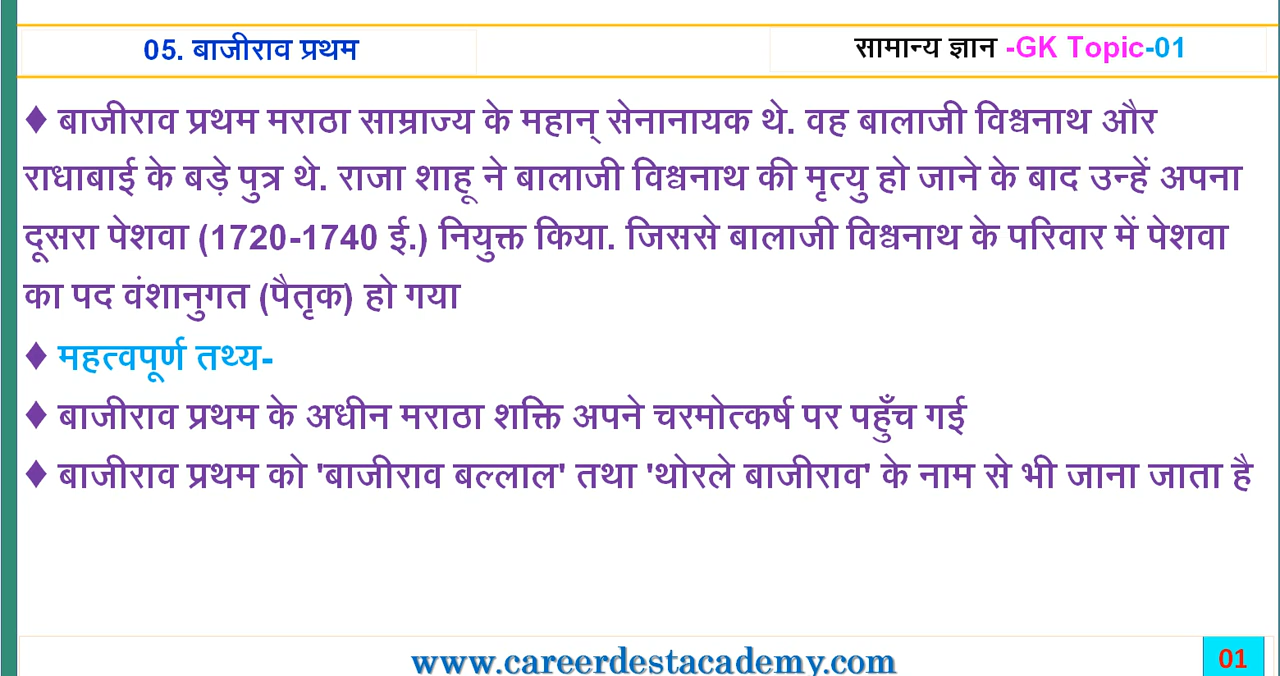 05. बाजीराव प्रथम
सामान्य ज्ञान -GK Topic-01
♦ बाजीराव प्रथम मराठा साम्राज्य के महान् सेनानायक थे. वह बालाजी विश्वनाथ और
राधाबाई के बड़े पुत्र थे. राजा शाहू ने बालाजी विश्वनाथ की मृत्यु हो जाने के बाद उन्हें अपना
दूसरा पेशवा (1720-1740 ई.) नियुक्त किया. जिससे बालाजी विश्वनाथ के परिवार में पेशवा
का पद वंशानुगत (पैतृक) हो गया
♦ महत्वपूर्ण तथ्य-
♦ बाजीराव प्रथम के अधीन मराठा शक्ति अपने चरमोत्कर्ष पर पहुँच गई
♦ बाजीराव प्रथम को 'बाजीराव बल्लाल' तथा 'थोरले बाजीराव' के नाम से भी जाना जाता है
www.careerdestacademy.com
01